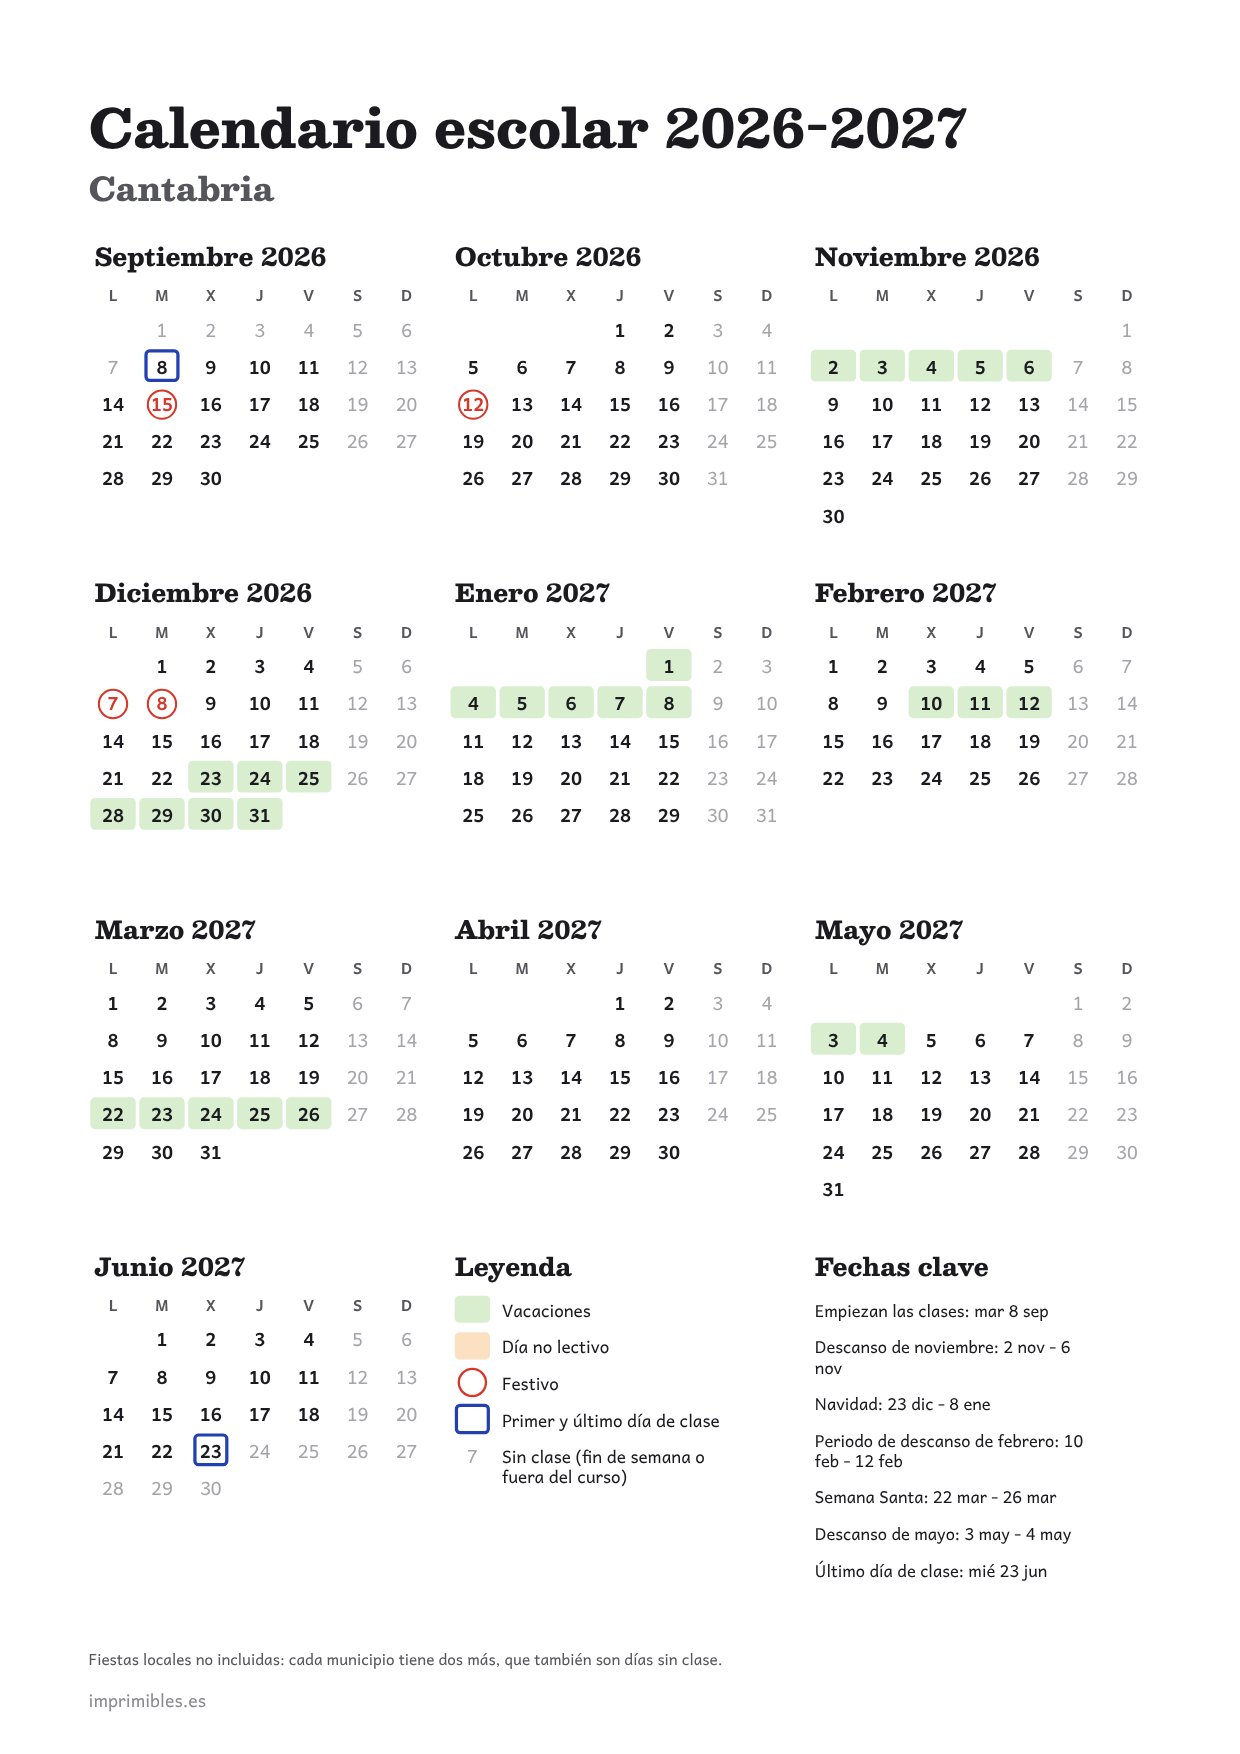 Calendario escolar 2026-2027
Cantabria
Septiembre 2026
L M X J V S D
1 2 3 4 5 6
7 8 9 10 11 12 13
14 15 16 17 18 19 20
21 22 23 24 25 26 27
28 29 30
Octubre 2026
L M X J V S D
1 2 3 4
5 6 7 8 9 10 11
12 13 14 15 16 17 18
19 20 21 22 23 24 25
26 27 28 29 30 31
Noviembre 2026
L M X J V S D
1
2 3 4 5 6 7 8
9 10 11 12 13 14 15
16 17 18 19 20 21 22
23 24 25 26 27 28 29
30
Diciembre 2026
L M X J V S D
1 2 3 4 5 6
7 8 9 10 11 12 13
14 15 16 17 18 19 20
21 22 23 24 25 26 27
28 29 30 31
Enero 2027
L M X J V S D
1 2 3
4 5 6 7 8 9 10
11 12 13 14 15 16 17
18 19 20 21 22 23 24
25 26 27 28 29 30 31
Febrero 2027
L M X J V S D
1 2 3 4 5 6 7
8 9 10 11 12 13 14
15 16 17 18 19 20 21
22 23 24 25 26 27 28
Marzo 2027
L M X J V S D
1 2 3 4 5 6 7
8 9 10 11 12 13 14
15 16 17 18 19 20 21
22 23 24 25 26 27 28
29 30 31
Abril 2027
L M X J V S D
1 2 3 4
5 6 7 8 9 10 11
12 13 14 15 16 17 18
19 20 21 22 23 24 25
26 27 28 29 30
Mayo 2027
L M X J V S D
1 2
3 4 5 6 7 8 9
10 11 12 13 14 15 16
17 18 19 20 21 22 23
24 25 26 27 28 29 30
31
Junio 2027
L M X J V S D
1 2 3 4 5 6
7 8 9 10 11 12 13
14 15 16 17 18 19 20
21 22 23 24 25 26 27
28 29 30
Leyenda
Vacaciones
Día no lectivo
Festivo
Primer y último día de clase
7 Sin clase (fin de semana o
fuera del curso)
Fechas clave
Empiezan las clases: mar 8 sep
Descanso de noviembre: 2 nov - 6
nov
Navidad: 23 dic - 8 ene
Periodo de descanso de febrero: 10
feb - 12 feb
Semana Santa: 22 mar - 26 mar
Descanso de mayo: 3 may - 4 may
Último día de clase: mié 23 jun
Fiestas locales no incluidas: cada municipio tiene dos más, que también son días sin clase.
imprimibles.es